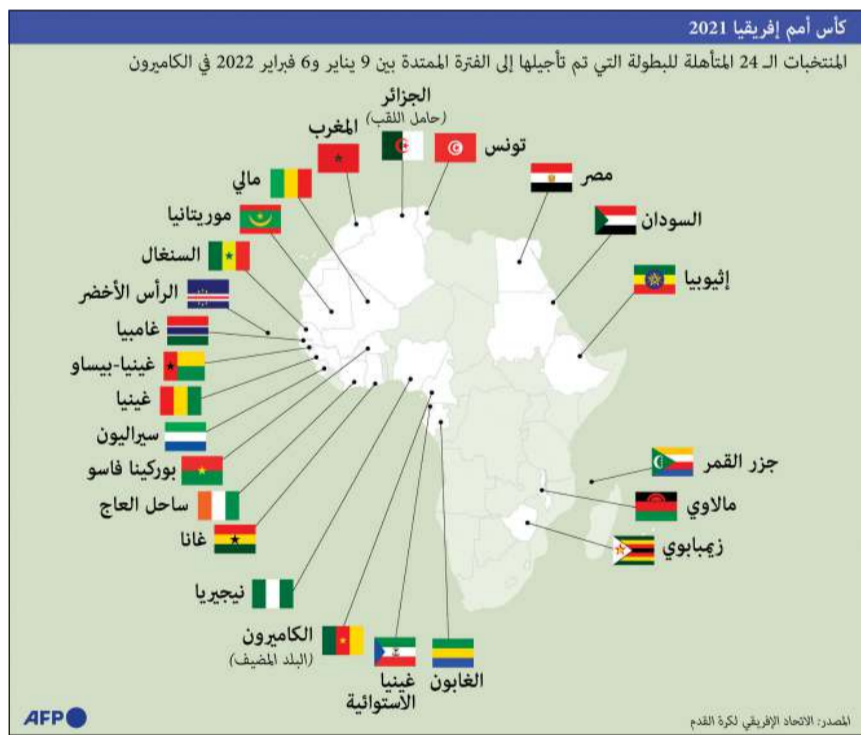 كأس أمم إفريقيا 2021
المنتخبات الـ 24 المتأهلة للبطولة التي تم تأجيلها إلى الفترة الممتدة بين 9 يناير و6 فبراير 2022 في الكاميرون
الجزائر
(حامل اللقب)
تونس
المغرب
مصر
مالي
السودان
موريتانيا
السنغال
إثيوبيا
الرأس الأخضر
غامبيا
غينيا-بيساو
غينيا
سيراليون
بوركينا فاسو
جزر القمر
ساحل العاج
مالاوي
غانا
زيمبابوي
نيجيريا
الكاميرون
(البلد المضيف)
غينيا
الاستوائية
الغابون
المصدر: الاتحاد الإفريقي لكرة القدم
AFP